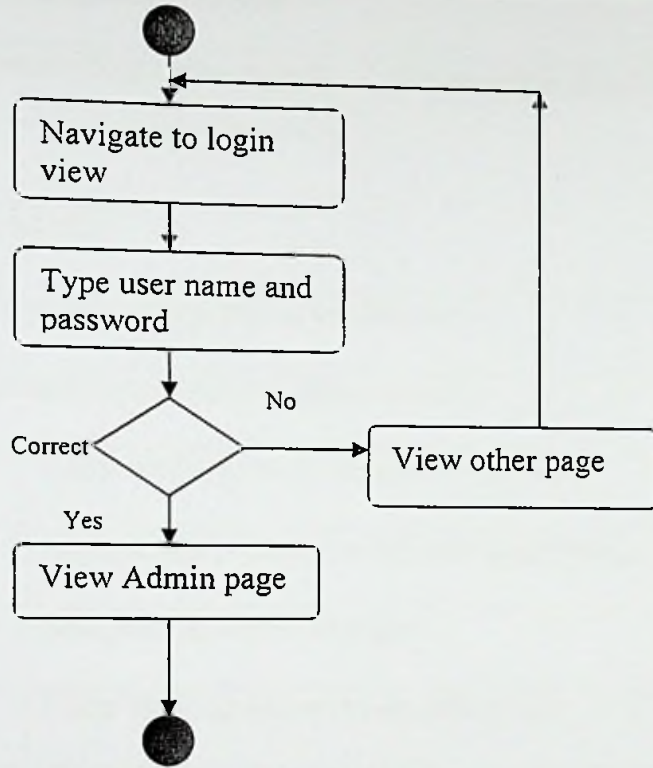 Navigate to login
view
Type user name and
password
No
Correct
View other page
Yes
View Admin page